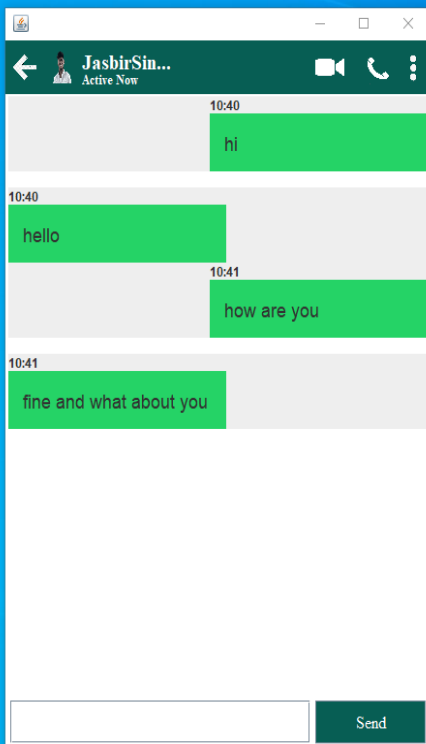 JasbirSin...
Active Now
10:40
hi
10:40
hello
10:41
how are you
10:41
fine and what about you
Send